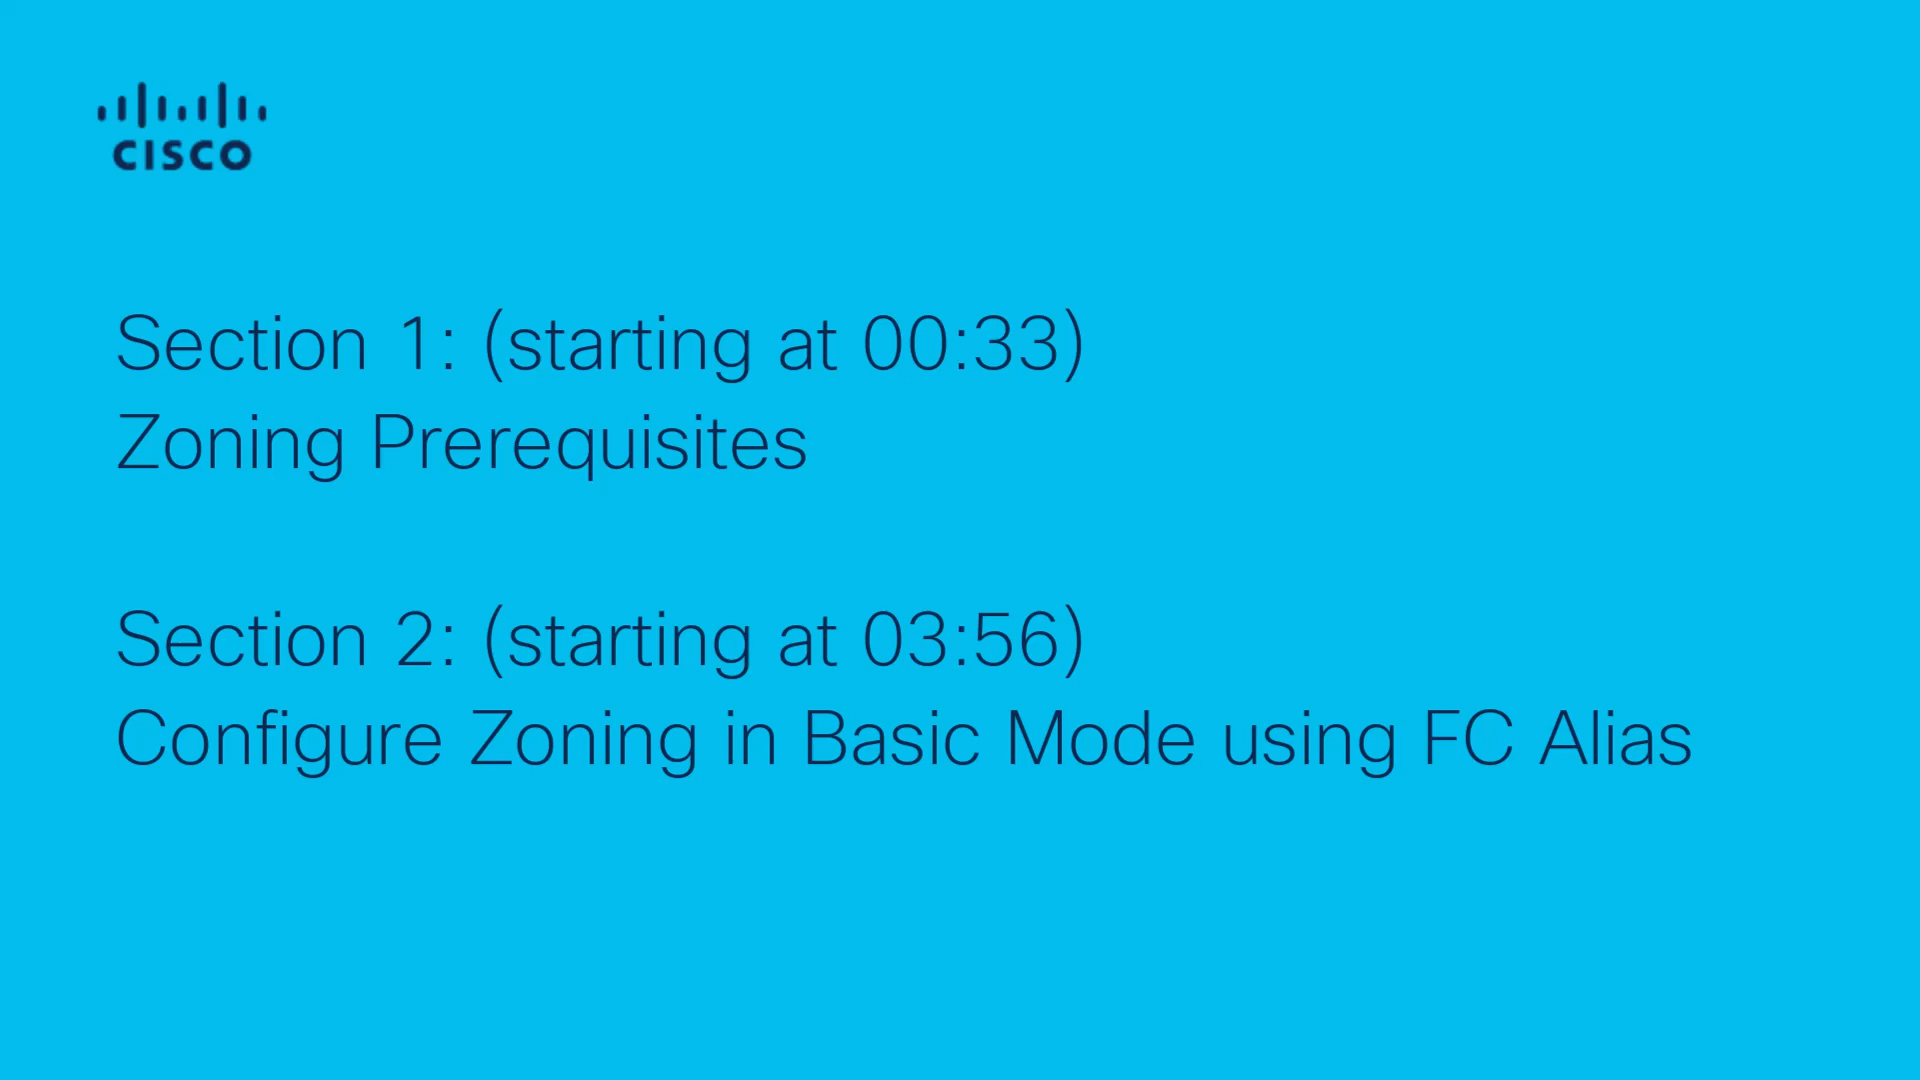 CISCO
Section 1: (starting at 00:33)
Zoning Prerequisites
Section 2: (starting at 03:56)
Configure Zoning in Basic Mode using FC Alias